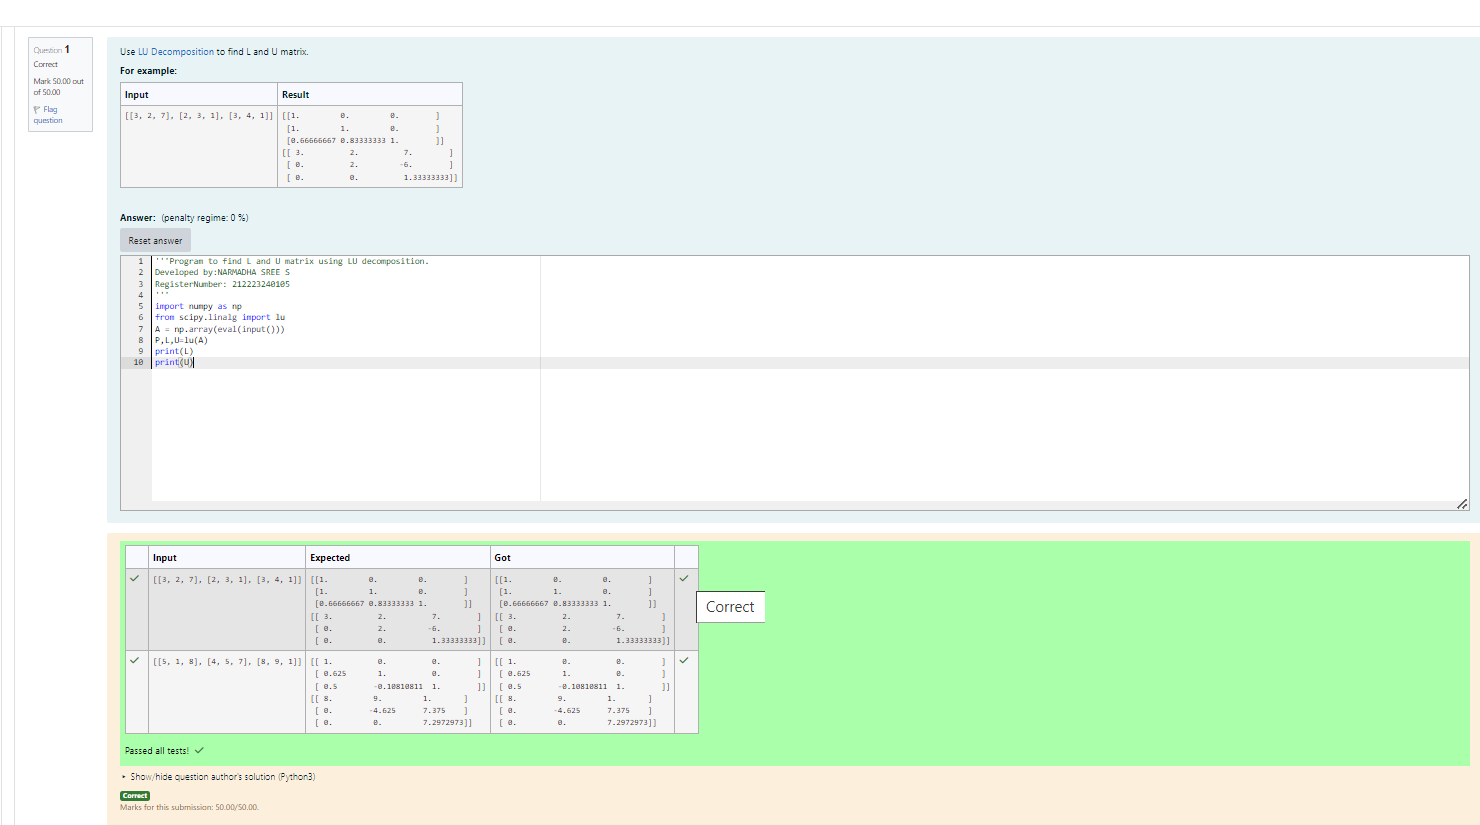 Question 1
Correct
Mark 50.00 out
of 50.00
Flag
question
Use LU Decomposition to find L and U matrix.
For example:
Input Result
[[3, 2, 7], [2, 3, 1], [3, 4, 1]] [[1. 0. 0. ]
[1. 1. 0. ]
[0.66666667 0.83333333 1. ]]
[[ 3. 2. 7. ]
[ 0. 2. -6. ]
[ 0. 0. 1.33333333]]
Answer: (penalty regime: 0 %)
Reset answer
1 '''Program to find L and U matrix using LU decomposition.
2 Developed by:NARMADHA SREE S
3 RegisterNumber: 212223240105
4 '''
5 import numpy as np
6 from scipy.linalg import lu
7 A = np.array(eval(input()))
8 P,L,U=lu(A)
9 print(L)
10 print(U)
Input Expected Got
[[3, 2, 7], [2, 3, 1], [3, 4, 1]] [[1. 0. 0. ] [[1. 0. 0. ]
[1. 1. 0. ] [1. 1. 0. ]
[0.66666667 0.83333333 1. ]] [0.66666667 0.83333333 1. ]]
Correct
[[ 3. 2. 7. ] [[ 3. 2. 7. ]
[ 0. 2. -6. ] [ 0. 2. -6. ]
[ 0. 0. 1.33333333]] [ 0. 0. 1.33333333]]
[[5, 1, 8], [4, 5, 7], [8, 9, 1]] [[ 1. 0. 0. ] [[ 1. 0. 0. ]
[ 0.625 1. 0. ] [ 0.625 1. 0. ]
[ 0.5 -0.10810811 1. ]] [ 0.5 -0.10810811 1. ]]
[[ 8. 9. 1. ] [[ 8. 9. 1. ]
[ 0. -4.625 7.375 ] [ 0. -4.625 7.375 ]
[ 0. 0. 7.2972973]] [ 0. 0. 7.2972973]]
Passed all tests!
Show/hide question author's solution (Python3)
Correct
Marks for this submission: 50.00/50.00.